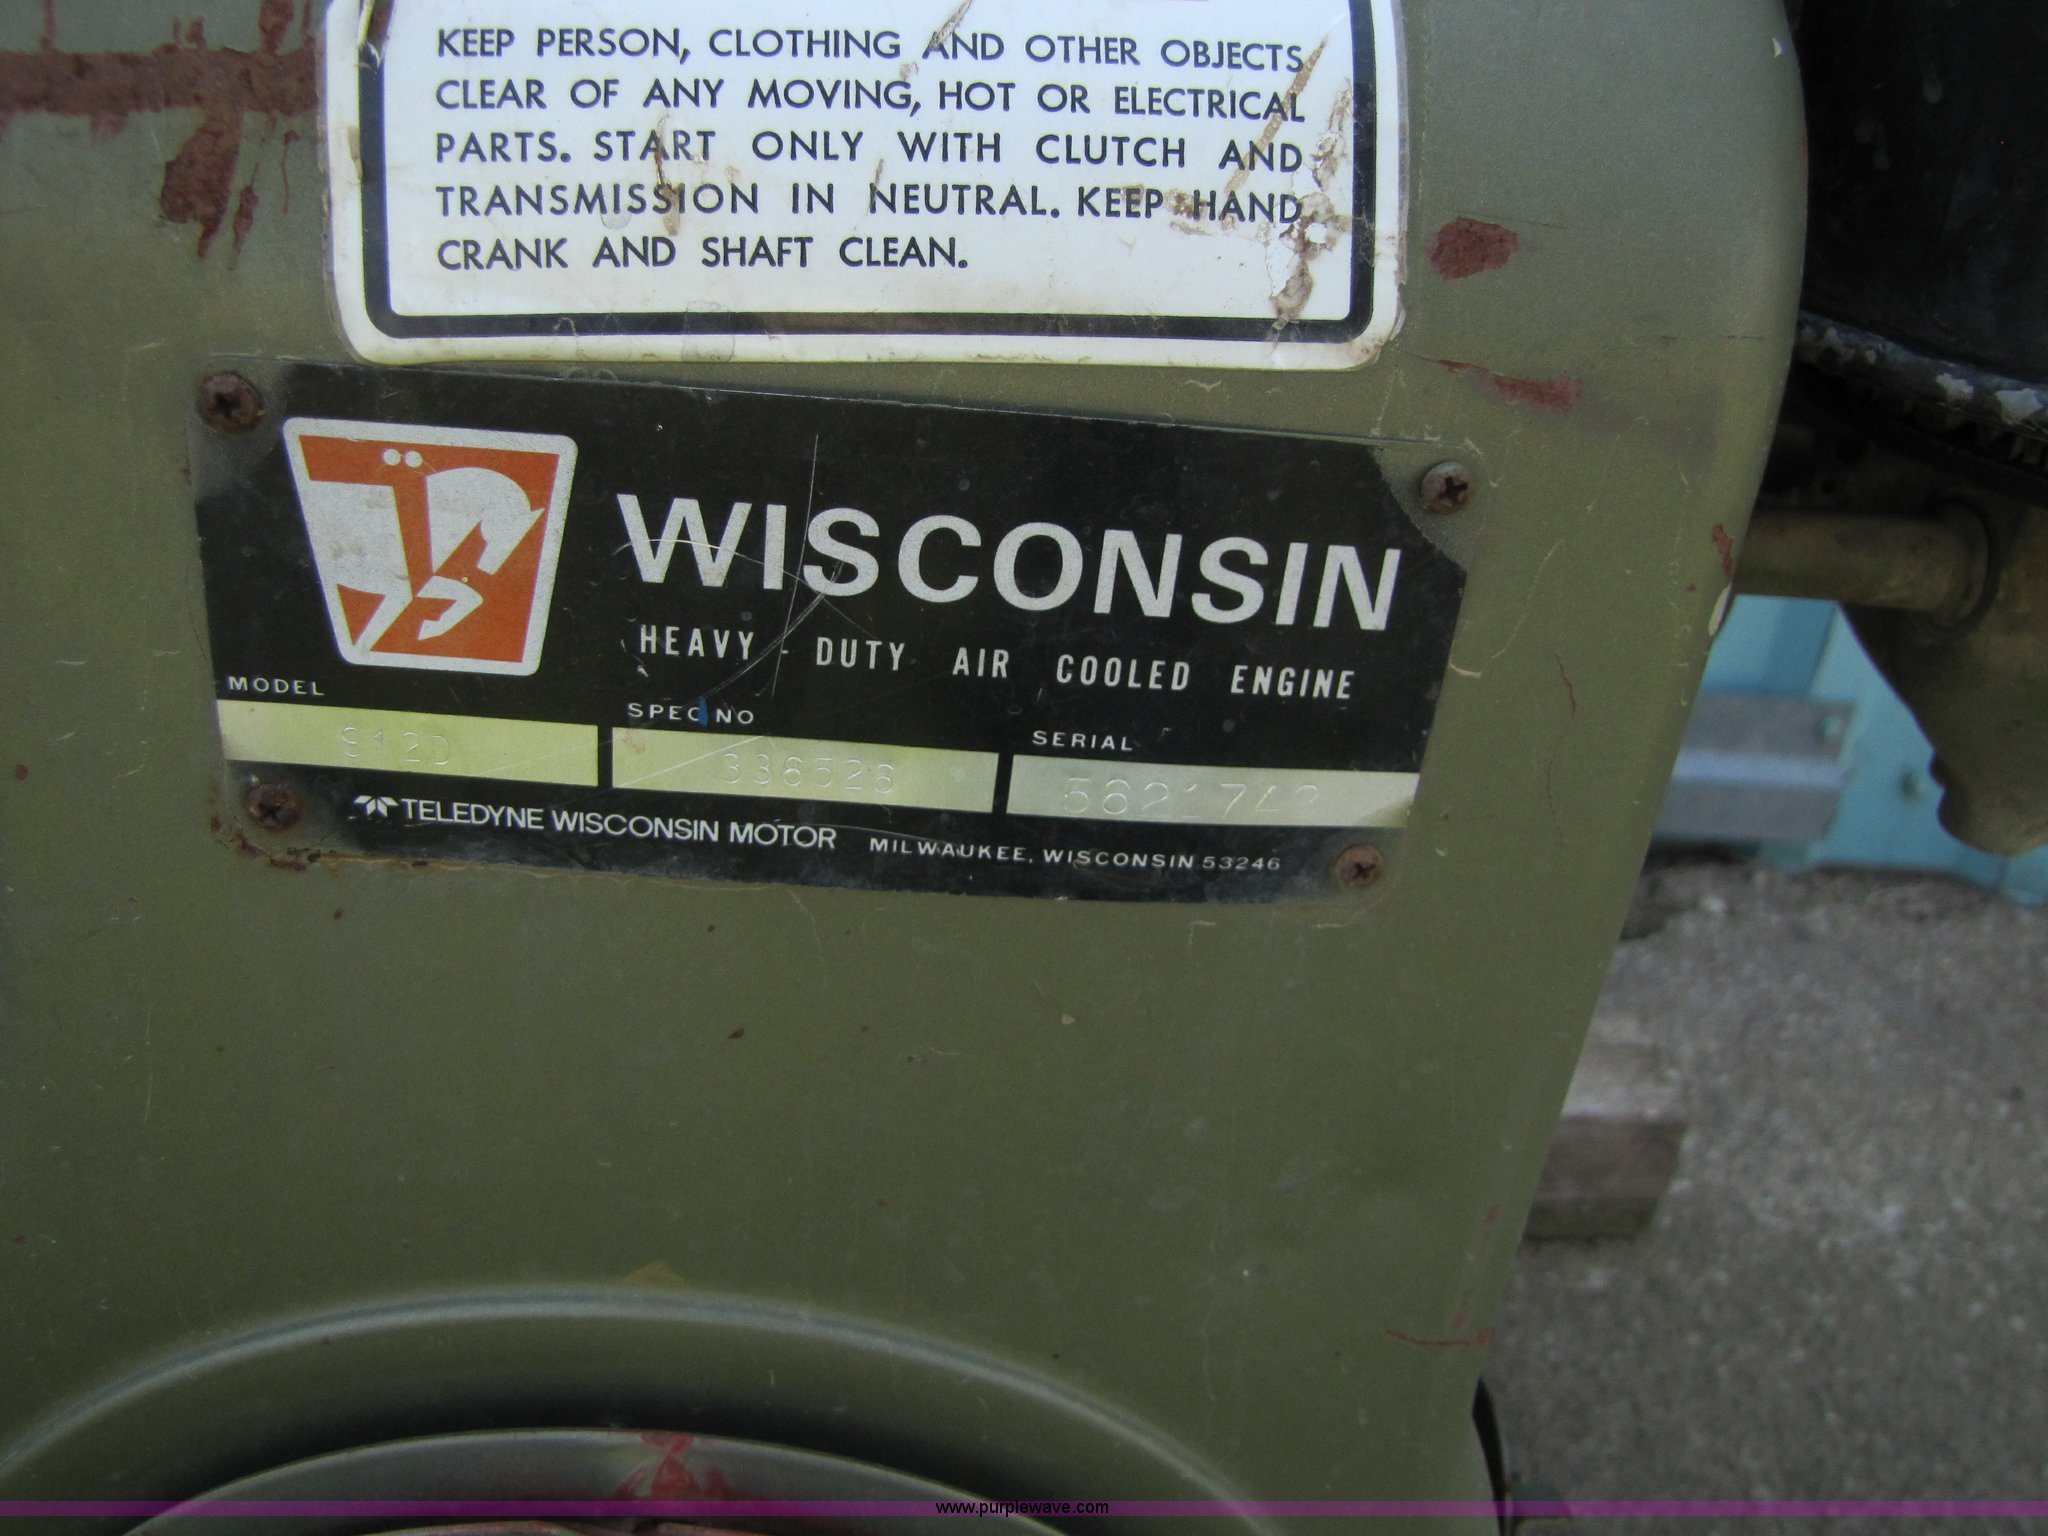 KEEP PERSON, CLOTHING AND OTHER OBJECTS
CLEAR OF ANY MOVING, HOT OR ELECTRICAL
PARTS. START ONLY WITH CLUTCH AND
TRANSMISSION IN NEUTRAL. KEEP HAND
CRANK AND SHAFT CLEAN.
WISCONSIN
HEAVY - DUTY AIR COOLED ENGINE
MODEL
SPEC NO
SERIAL
336526
TELEDYNE WISCONSIN MOTOR MILWAUKEE, WISCONSIN 53246
www.purplewave.com